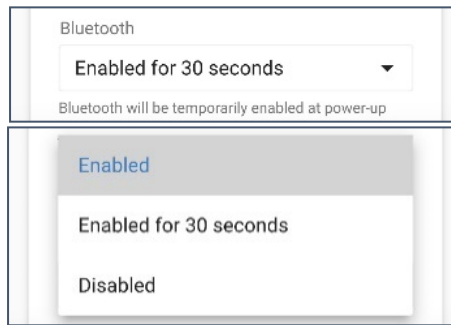 Bluetooth
Enabled for 30 seconds
Bluetooth will be temporarily enabled at power-up
Enabled
Enabled for 30 seconds
Disabled